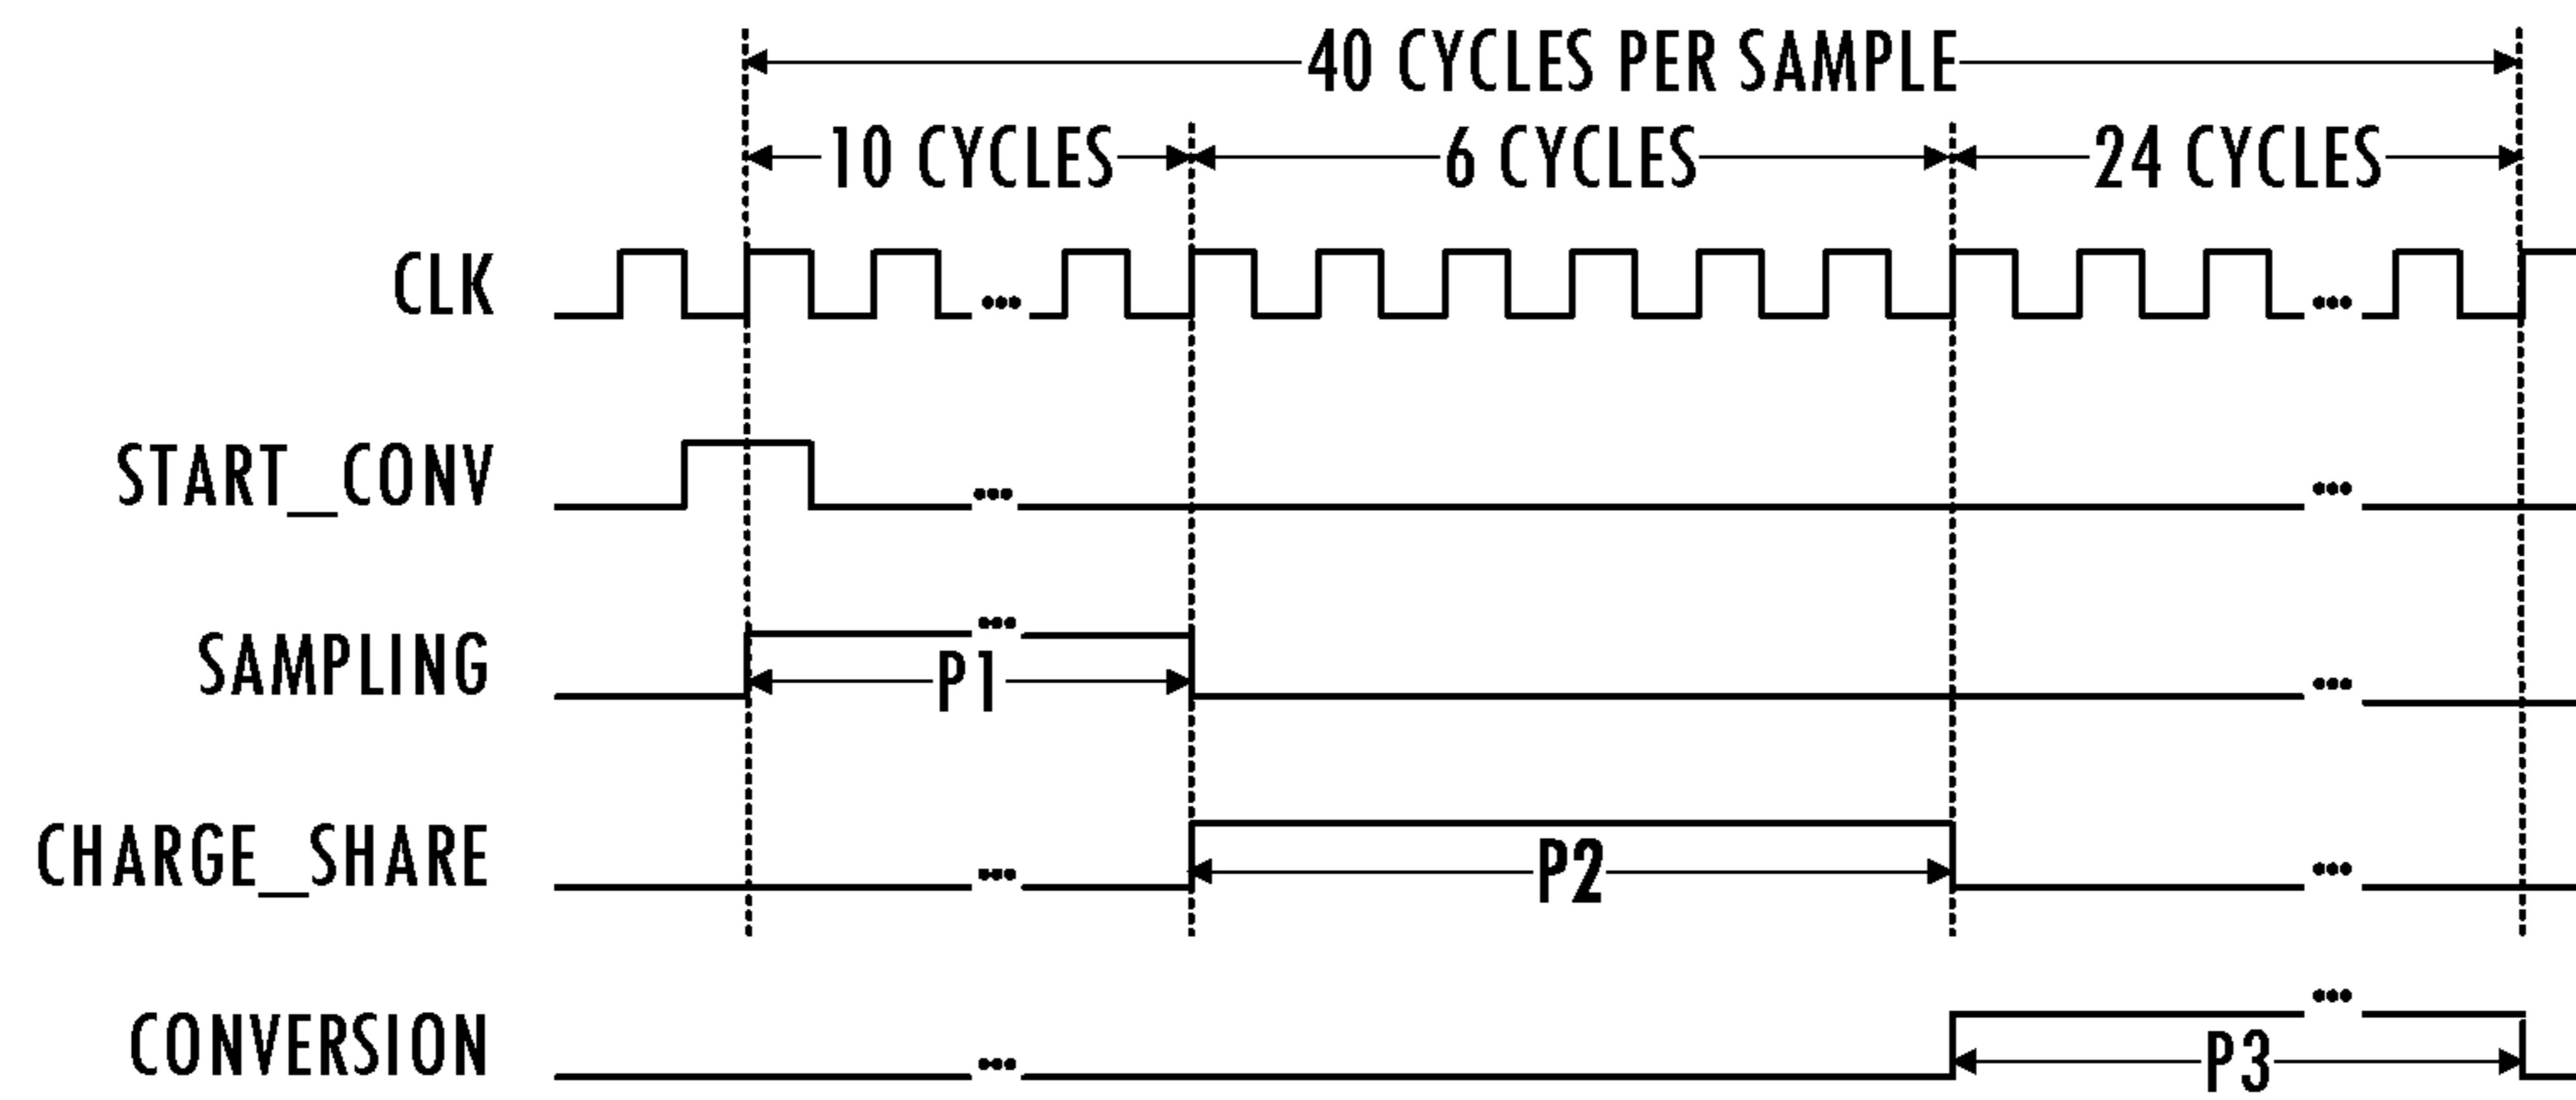 40 CYCLES PER SAMPLE
10 CYCLES 6 CYCLES 24 CYCLES
CLK
START_CONV
SAMPLING
P1
CHARGE_SHARE
P2
CONVERSION
P3